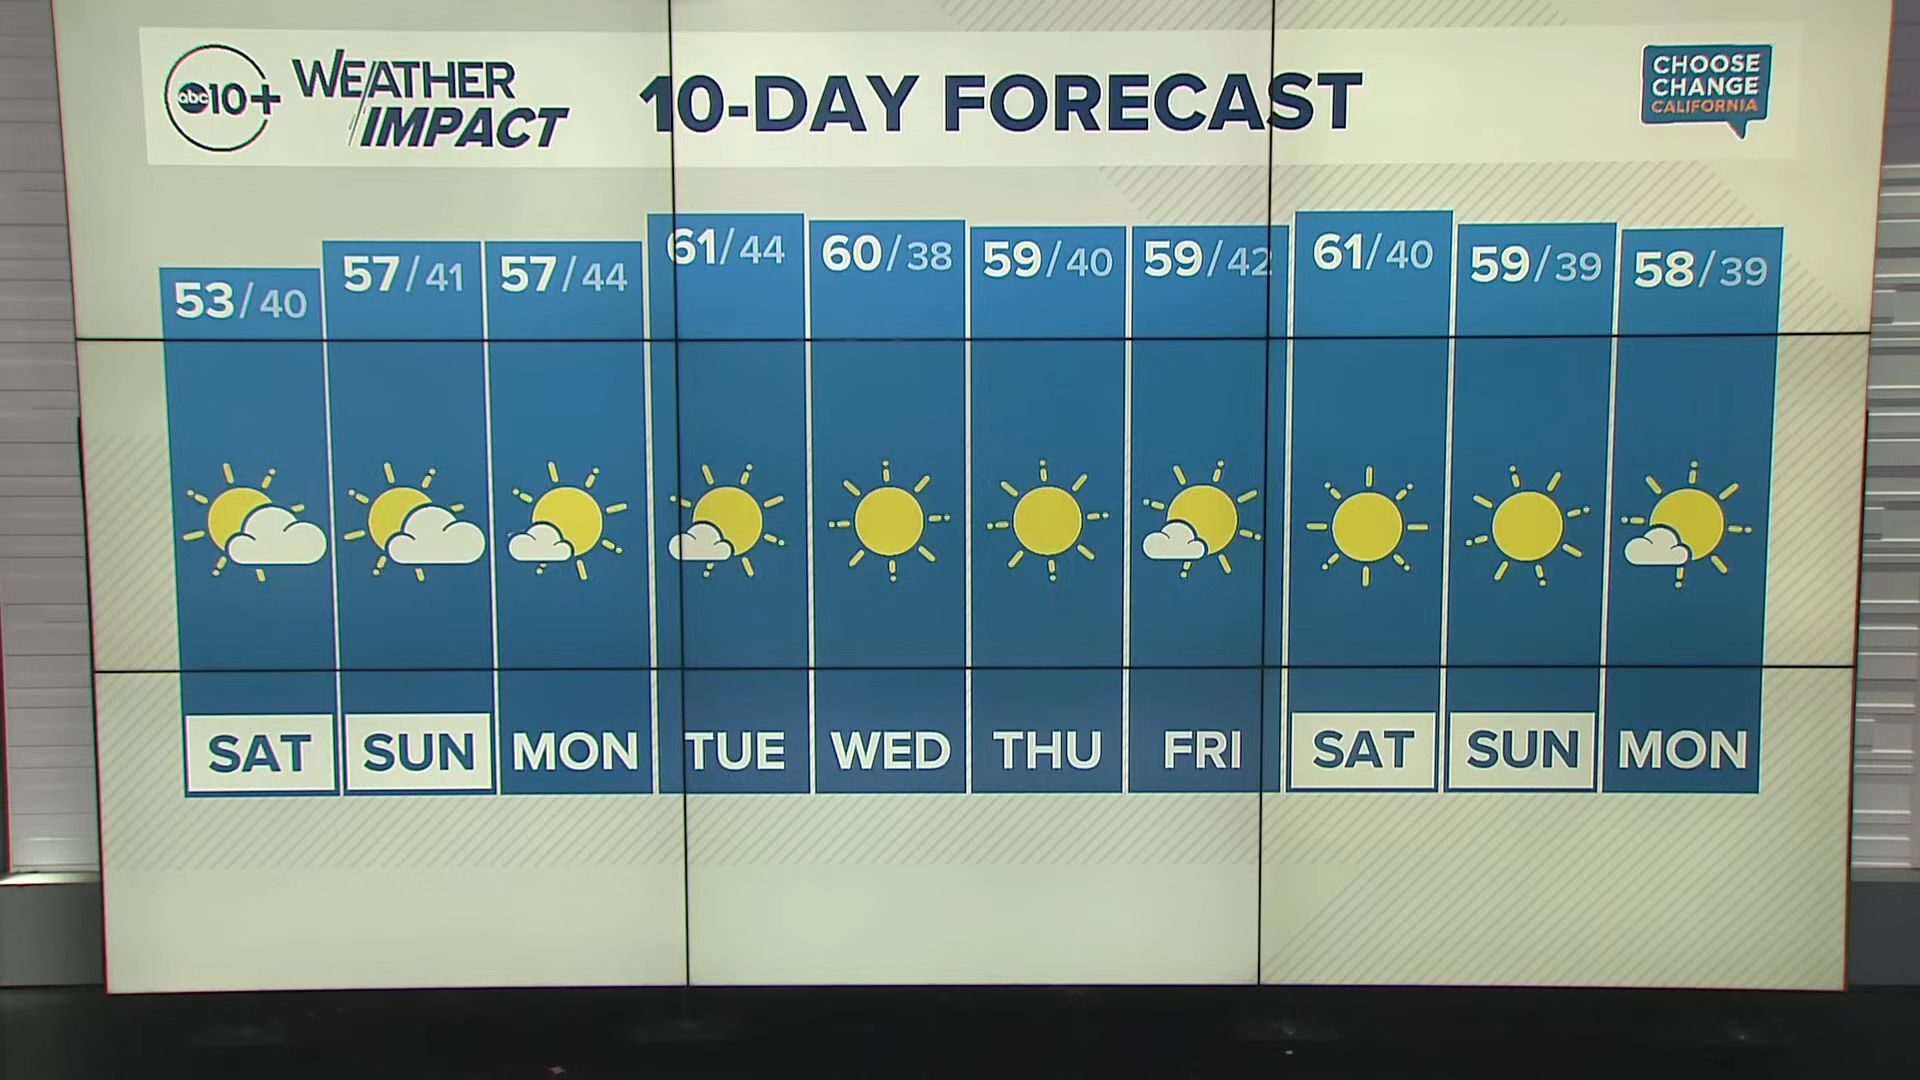 abc10+
WEATHER
IMPACT
10-DAY FORECAST
CHOOSE
CHANGE
CALIFORNIA
53/40
57/41
57/44
61/44
60/38
59/40
59/42
61/40
59/39
58/39
SAT
SUN
MON
TUE
WED
THU
FRI
SAT
SUN
MON